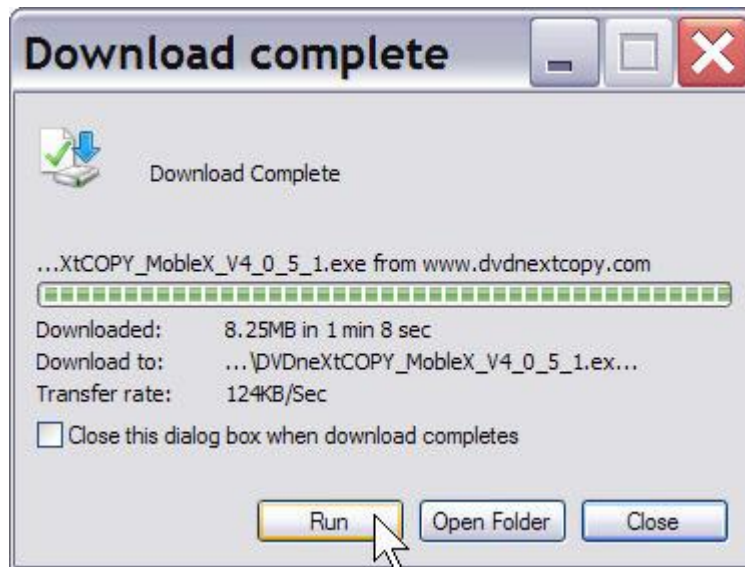 Download complete
Download Complete
...XtCOPY_MobleX_V4_0_5_1.exe from www.dvdnextcopy.com
Downloaded: 8.25MB in 1 min 8 sec
Download to: ...\DVDneXtCOPY_MobleX_V4_0_5_1.ex...
Transfer rate: 124KB/Sec
Close this dialog box when download completes
Run Open Folder Close